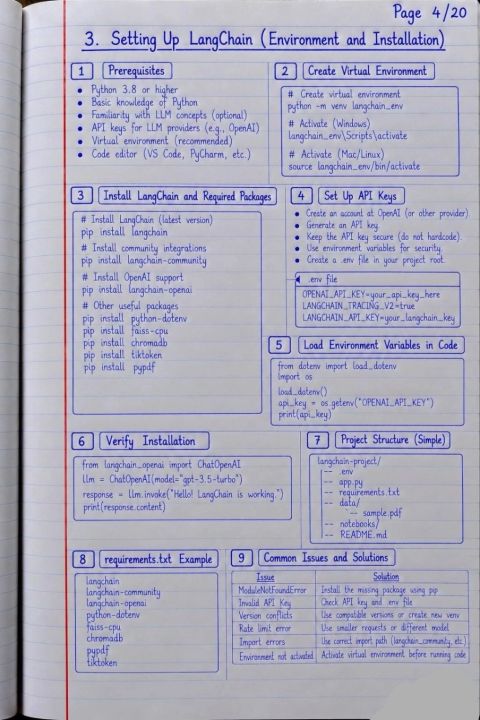 Page 4/20
3. Setting Up LangChain (Environment and Installation)
1 Prerequisites
• Python 3.8 or higher
• Basic knowledge of Python
• Familiarity with LLM concepts (optional)
• API keys for LLM providers (e.g., OpenAI)
• Virtual environment (recommended)
• Code editor (VS Code, PyCharm, etc.)
2 Create Virtual Environment
# Create virtual environment
python -m venv langchain_env
# Activate (Windows)
langchain_env\Scripts\activate
# Activate (Mac/Linux)
source langchain_env/bin/activate
3 Install LangChain and Required Packages
# Install LangChain (latest version)
pip install langchain
# Install community integrations
pip install langchain-community
# Install OpenAI support
pip install langchain-openai
# Other useful packages
pip install python-dotenv
pip install faiss-cpu
pip install chromadb
pip install tiktoken
pip install pypdf
4 Set Up API Keys
• Create an account at OpenAI (or other provider).
• Generate an API key.
• Keep the API key secure (do not hardcode).
• Use environment variables for security.
• Create a .env file in your project root.
.env file
OPENAI_API_KEY=your_api_key_here
LANGCHAIN_TRACING_V2=true
LANGCHAIN_API_KEY=your_langchain_key
5 Load Environment Variables in Code
from dotenv import load_dotenv
import os
load_dotenv()
api_key = os.getenv("OPENAI_API_KEY")
print(api_key)
6 Verify Installation
from langchain_openai import ChatOpenAI
llm = ChatOpenAI(model="gpt-3.5-turbo")
response = llm.invoke("Hello! LangChain is working.")
print(response.content)
7 Project Structure (Simple)
langchain-project/
|-- .env
|-- app.py
|-- requirements.txt
|-- data/
`-- sample.pdf
|-- notebooks/
|-- README.md
8 requirements.txt Example
langchain
langchain-community
langchain-openai
python-dotenv
faiss-cpu
chromadb
pypdf
tiktoken
9 Common Issues and Solutions
Issue Solution
ModuleNotFoundError Install the missing package using pip
Invalid API Key Check API key and .env file
Version conflicts Use compatible versions or create new venv
Rate limit error Use smaller requests or different model
Import errors Use correct import path (langchain_community, etc.)
Environment not activated Activate virtual environment before running code